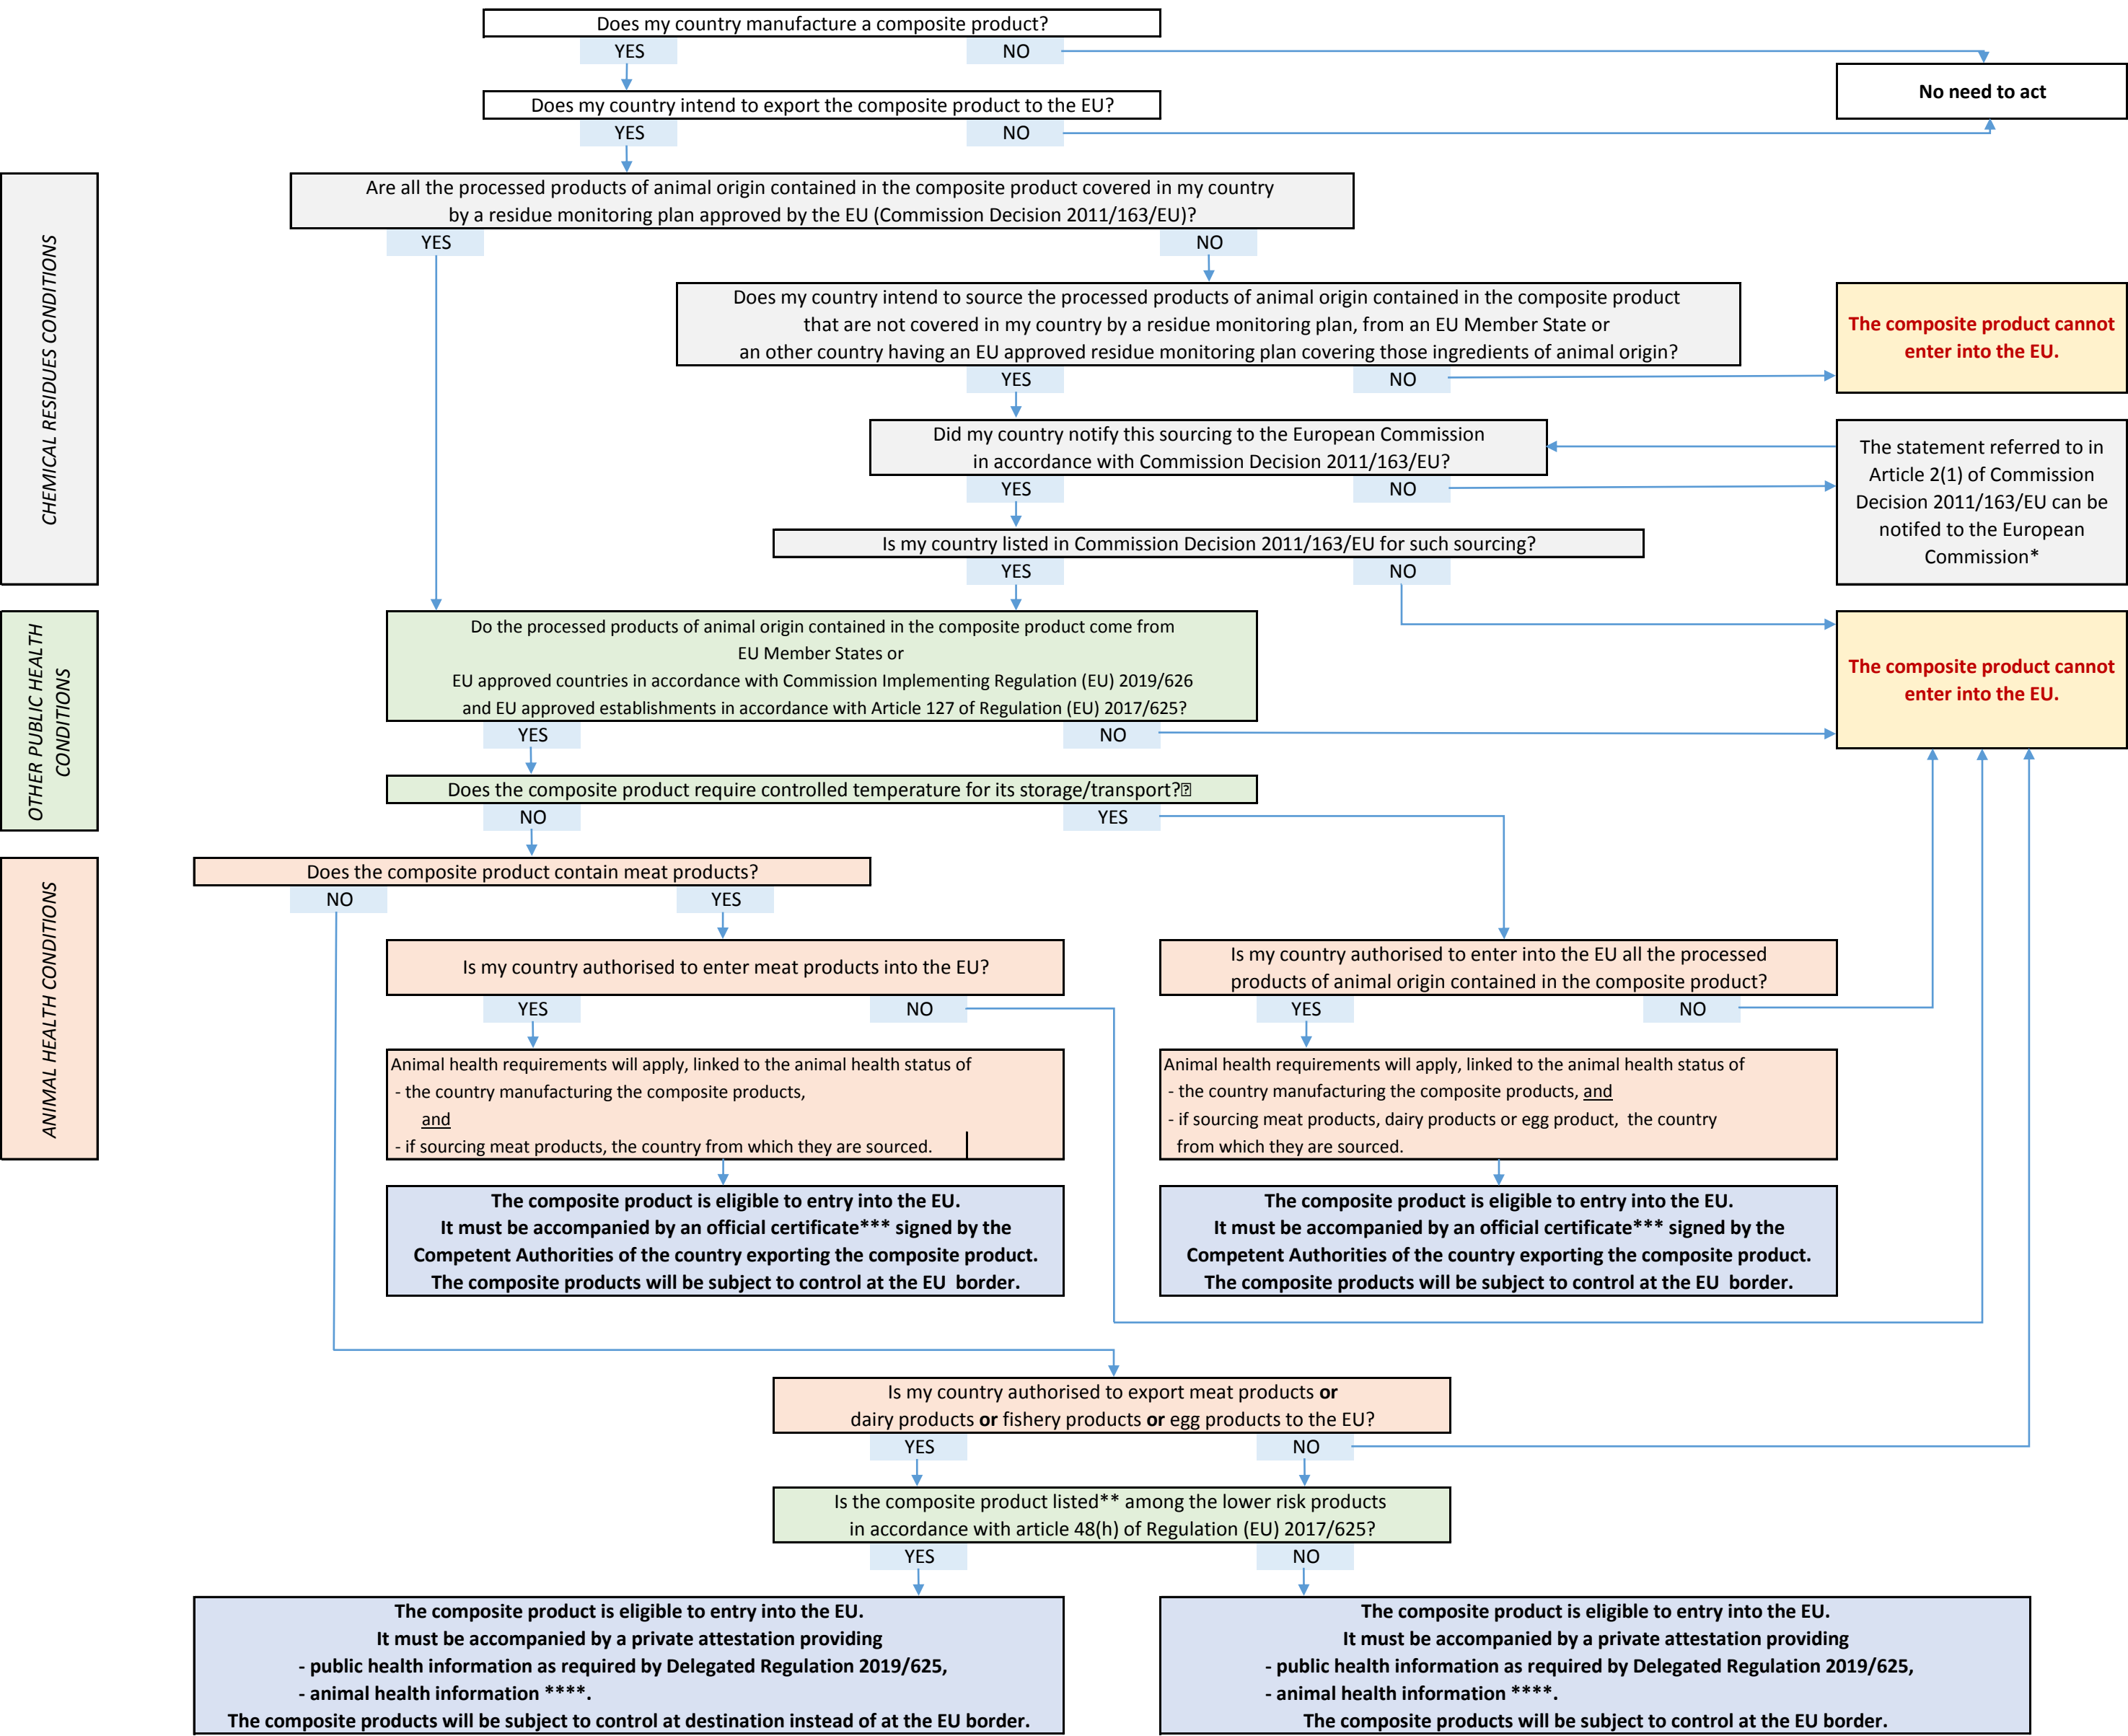 Does my country manufacture a composite product?
YES
NO
No need to act
Does my country intend to export the composite product to the EU?
YES
NO
CHEMICAL RESIDUES CONDITIONS
Are all the processed products of animal origin contained in the composite product covered in my country
by a residue monitoring plan approved by the EU (Commission Decision 2011/163/EU)?
YES
NO
Does my country intend to source the processed products of animal origin contained in the composite product
that are not covered in my country by a residue monitoring plan, from an EU Member State or
an other country having an EU approved residue monitoring plan covering those ingredients of animal origin?
YES
NO
The composite product cannot
enter into the EU.
Did my country notify this sourcing to the European Commission
in accordance with Commission Decision 2011/163/EU?
YES
NO
The statement referred to in
Article 2(1) of Commission
Decision 2011/163/EU can be
notifed to the European
Commission*
Is my country listed in Commission Decision 2011/163/EU for such sourcing?
YES
NO
OTHER PUBLIC HEALTH
CONDITIONS
Do the processed products of animal origin contained in the composite product come from
EU Member States or
EU approved countries in accordance with Commission Implementing Regulation (EU) 2019/626
and EU approved establishments in accordance with Article 127 of Regulation (EU) 2017/625?
YES
NO
The composite product cannot
enter into the EU.
Does the composite product require controlled temperature for its storage/transport?
NO
YES
ANIMAL HEALTH CONDITIONS
Does the composite product contain meat products?
NO
YES
Is my country authorised to enter meat products into the EU?
YES
NO
Is my country authorised to enter into the EU all the processed
products of animal origin contained in the composite product?
YES
NO
Animal health requirements will apply, linked to the animal health status of
- the country manufacturing the composite products,
and
- if sourcing meat products, the country from which they are sourced.
Animal health requirements will apply, linked to the animal health status of
- the country manufacturing the composite products, and
- if sourcing meat products, dairy products or egg product, the country
from which they are sourced.
The composite product is eligible to entry into the EU.
It must be accompanied by an official certificate*** signed by the
Competent Authorities of the country exporting the composite product.
The composite products will be subject to control at the EU border.
The composite product is eligible to entry into the EU.
It must be accompanied by an official certificate*** signed by the
Competent Authorities of the country exporting the composite product.
The composite products will be subject to control at the EU border.
Is my country authorised to export meat products or
dairy products or fishery products or egg products to the EU?
YES
NO
Is the composite product listed** among the lower risk products
in accordance with article 48(h) of Regulation (EU) 2017/625?
YES
NO
The composite product is eligible to entry into the EU.
It must be accompanied by a private attestation providing
- public health information as required by Delegated Regulation 2019/625,
- animal health information ****.
The composite products will be subject to control at destination instead of at the EU border.
The composite product is eligible to entry into the EU.
It must be accompanied by a private attestation providing
- public health information as required by Delegated Regulation 2019/625,
- animal health information ****.
The composite products will be subject to control at the EU border.